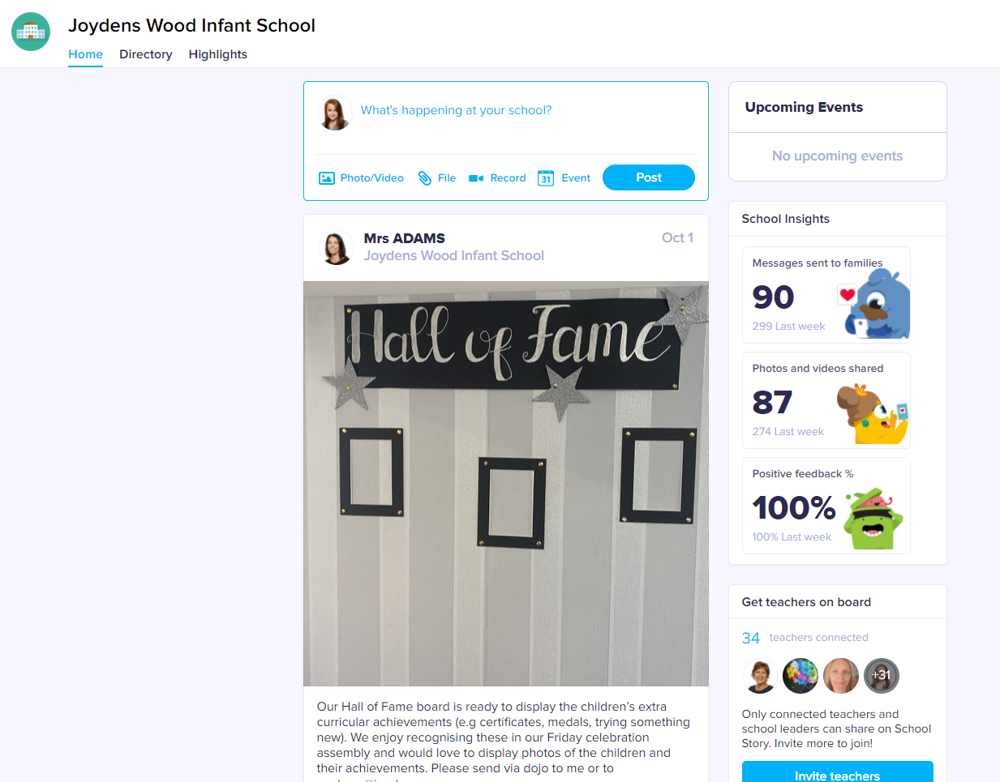 Joydens Wood Infant School
Home Directory Highlights
What's happening at your school?
Photo/Video File Record 31 Event Post
Mrs ADAMS Oct 1
Joydens Wood Infant School
Hall of Fame
Our Hall of Fame board is ready to display the children's extra
curricular achievements (e.g certificates, medals, trying something
new). We enjoy recognising these in our Friday celebration
assembly and would love to display photos of the children and
their achievements. Please send via dojo to me or to
Upcoming Events
No upcoming events
School Insights
Messages sent to families
90
299 Last week
Photos and videos shared
87
274 Last week
Positive feedback %
100%
100% Last week
Get teachers on board
34 teachers connected
+31
Only connected teachers and
school leaders can share on School
Story. Invite more to join!
Invite teachers